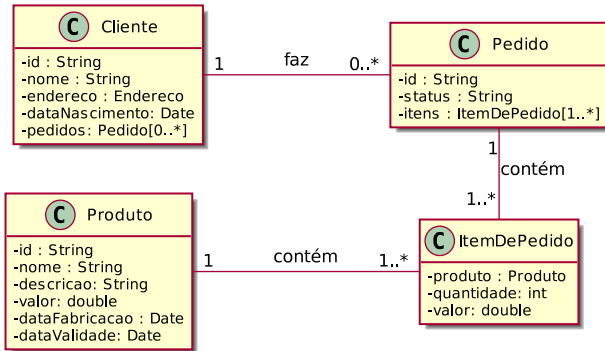 C Cliente
-id : String
-nome : String
-endereco : Endereco
-dataNascimento: Date
-pedidos: Pedido[0..*]
1 faz 0..*
C Pedido
-id : String
-status : String
-itens : ItemDePedido[1..*]
1
contém
1..*
C Produto
-id : String
-nome : String
-descricao: String
-valor: double
-dataFabricacao : Date
-dataValidade: Date
1 contém 1..*
C ItemDePedido
-produto : Produto
-quantidade: int
-valor: double